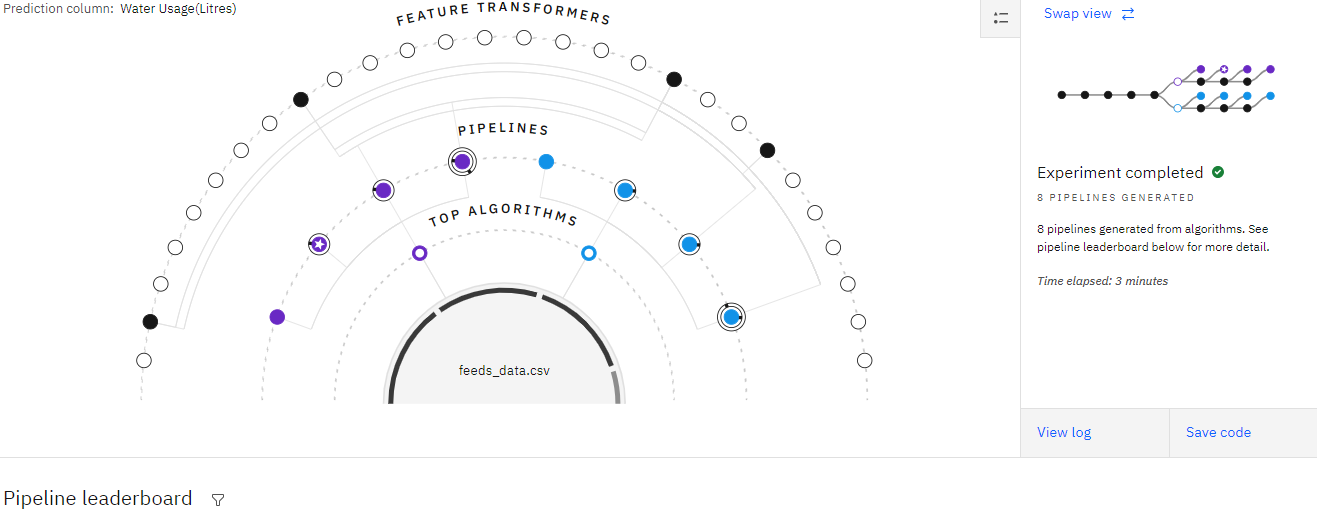 Prediction column: Water Usage(Litres)
FEATURE TRANSFORMERS
PIPELINES
TOP ALGORITHMS
feeds_data.csv
Swap view
Experiment completed
8 PIPELINES GENERATED
8 pipelines generated from algorithms. See
pipeline leaderboard below for more detail.
Time elapsed: 3 minutes
View log
Save code
Pipeline leaderboard